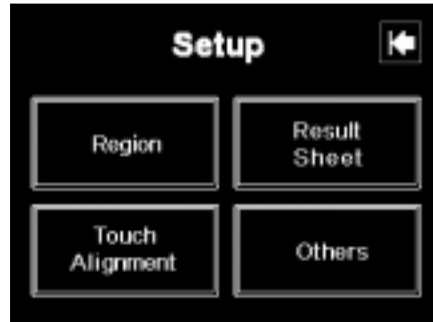 Setup
Region
Result
Sheet
Touch
Alignment
Others